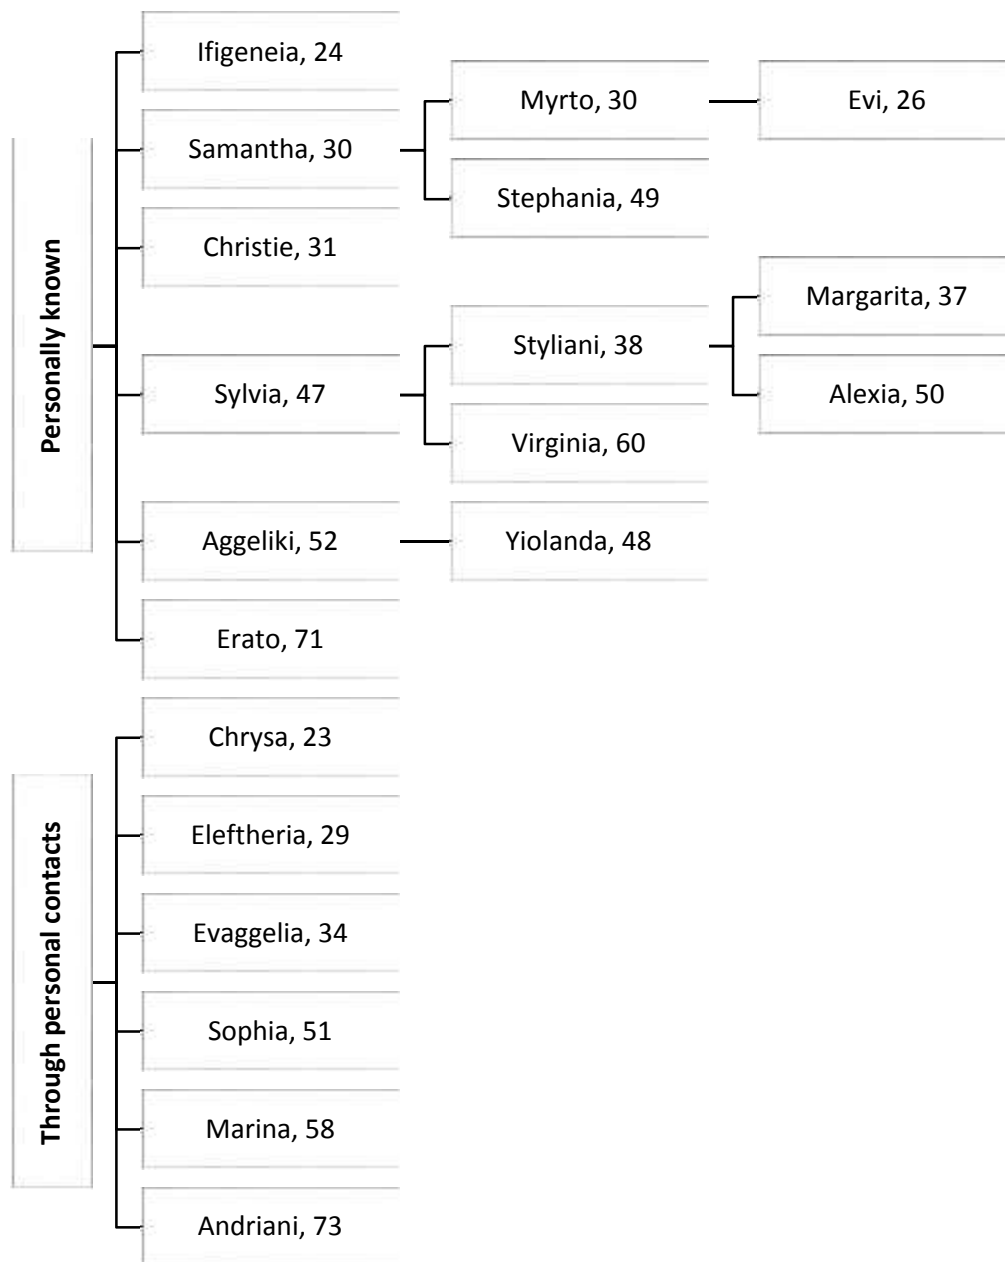 Personally known
Ifigeneia, 24
Samantha, 30
Myrto, 30
Evi, 26
Stephania, 49
Christie, 31
Sylvia, 47
Styliani, 38
Margarita, 37
Alexia, 50
Virginia, 60
Aggeliki, 52
Yiolanda, 48
Erato, 71
Through personal contacts
Chrysa, 23
Eleftheria, 29
Evaggelia, 34
Sophia, 51
Marina, 58
Andriani, 73